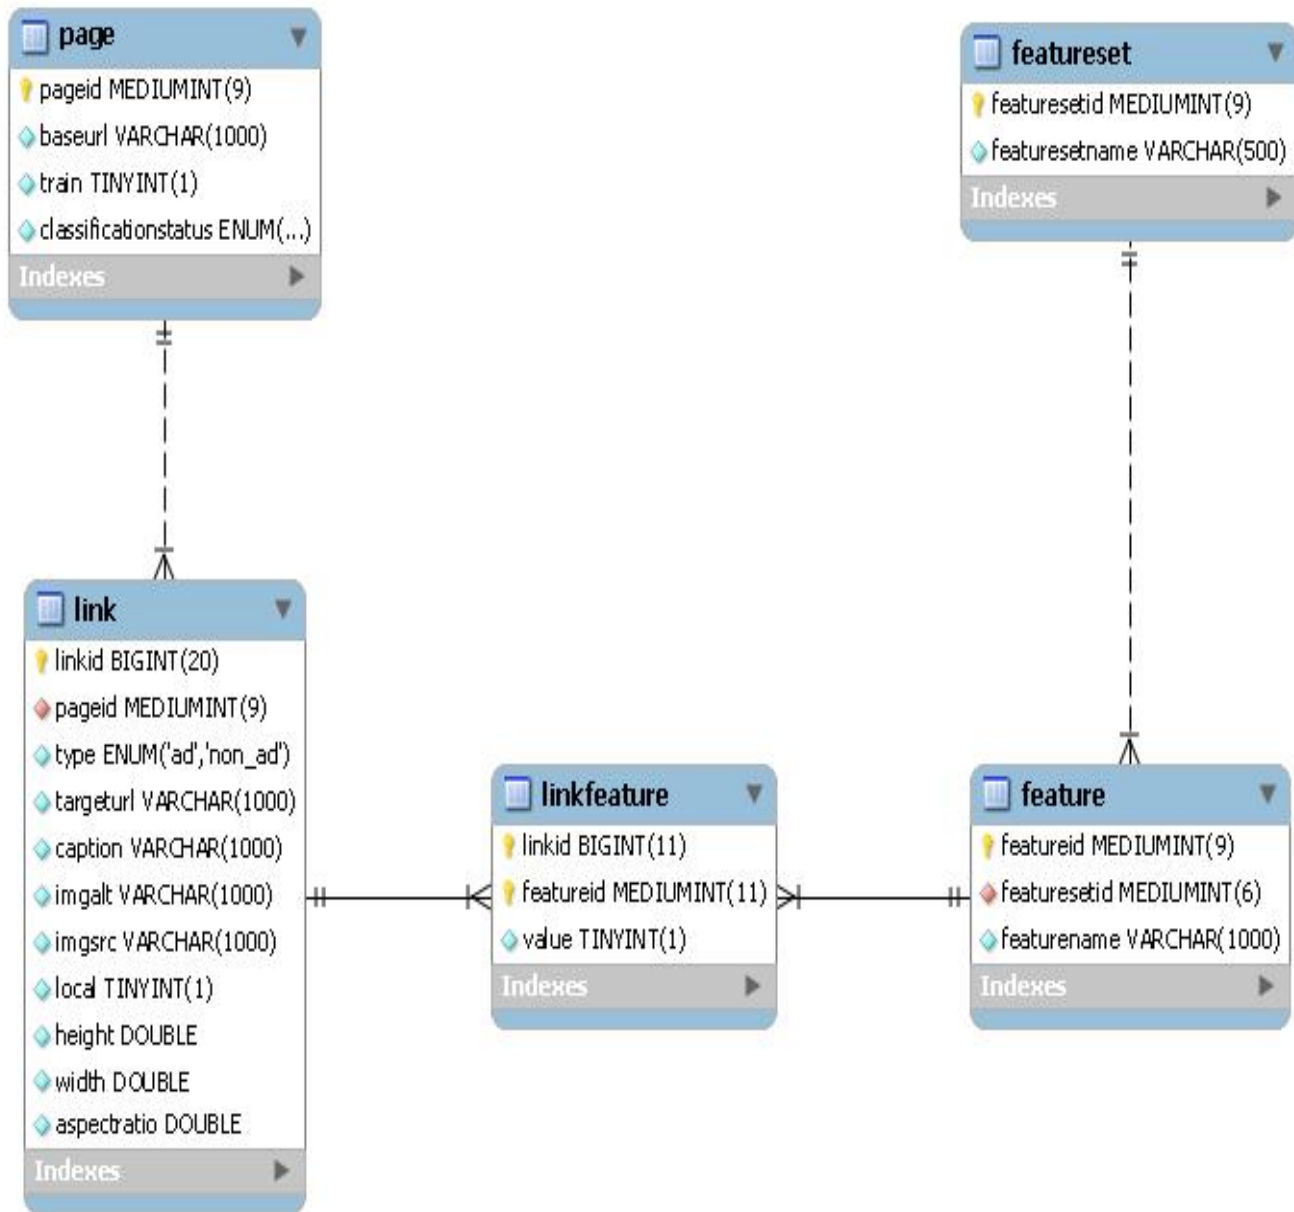 page
pageid MEDIUMINT(9)
baseurl VARCHAR(1000)
train TINYINT(1)
classificationstatus ENUM(...)
Indexes
featureset
featuresetid MEDIUMINT(9)
featuresetname VARCHAR(500)
Indexes
link
linkid BIGINT(20)
pageid MEDIUMINT(9)
type ENUM('ad','non_ad')
targeturl VARCHAR(1000)
caption VARCHAR(1000)
imgalt VARCHAR(1000)
imgsrc VARCHAR(1000)
local TINYINT(1)
height DOUBLE
width DOUBLE
aspectratio DOUBLE
Indexes
linkfeature
linkid BIGINT(11)
featureid MEDIUMINT(11)
value TINYINT(1)
Indexes
feature
featureid MEDIUMINT(9)
featuresetid MEDIUMINT(6)
featurename VARCHAR(1000)
Indexes